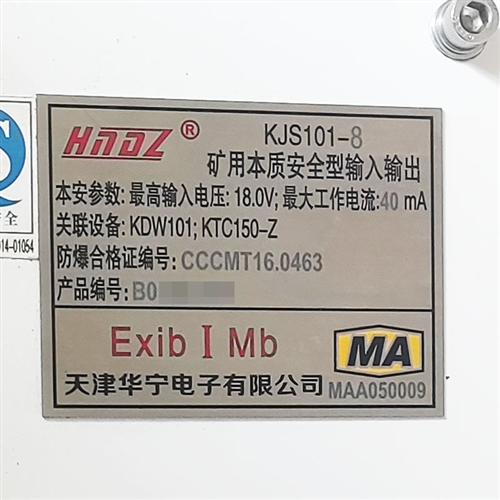 HNDZ® KJS101-8
矿用本质安全型输入输出
本安参数: 最高输入电压: 18.0V; 最大工作电流: 40 mA
关联设备: KDW101; KTC150-Z
防爆合格证编号: CCCMT16.0463
产品编号: B0
Exib I Mb
MA
天津华宁电子有限公司 MAA050009
全
014-01054